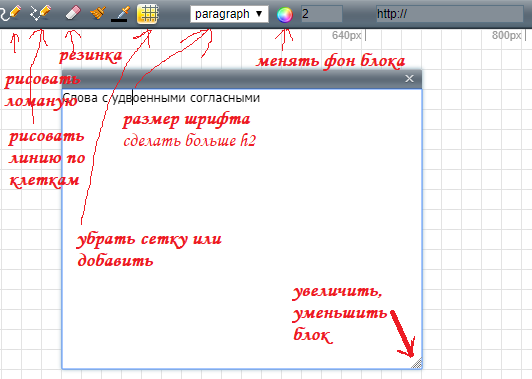 paragraph ▼ 2 http://
640px 800px
резинка
менять фон блока
рисовать
ломаную
Слова с удвоенными согласными
размер шрифта
сделать больше h2
рисовать
линию по
клеткам
убрать сетку или
добавить
увеличить,
уменьшить
блок